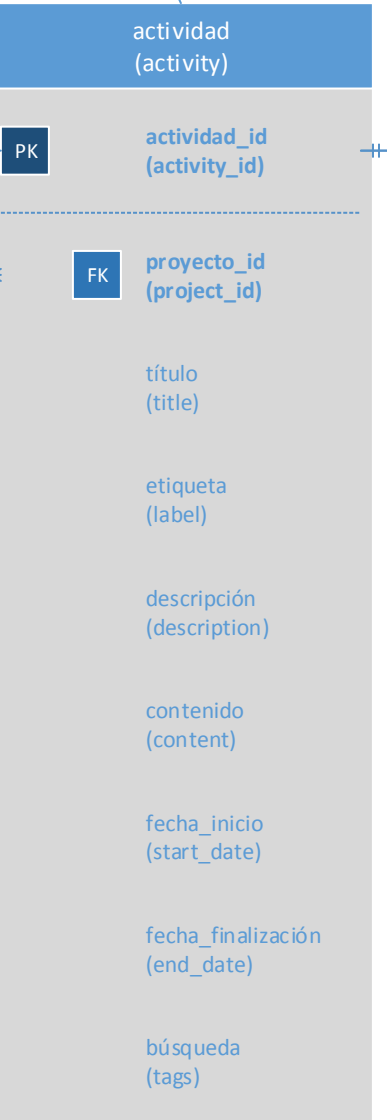 actividad
(activity)
PK
actividad_id
(activity_id)
FK
proyecto_id
(project_id)
título
(title)
etiqueta
(label)
descripción
(description)
contenido
(content)
fecha_inicio
(start_date)
fecha_finalización
(end_date)
búsqueda
(tags)